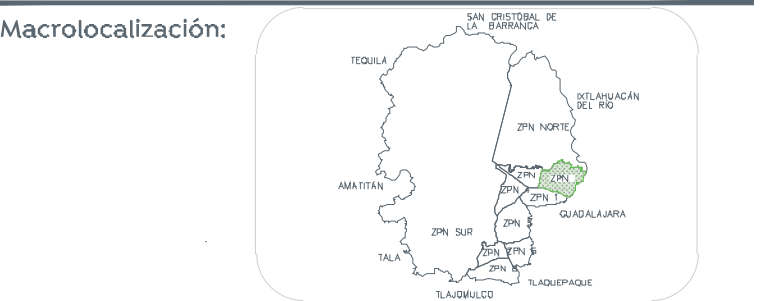 Macrolocalización:
SAN CRISTÓBAL DE
LA BARRANCA
TEQUILA
IXTLAHUACÁN
DEL RÍO
ZPN NORTE
ZPN
ZPN
AMATITÁN
ZPN
ZPN 1
GUADALAJARA
ZPN
ZPN SUR
TALA
ZPN
ZPN
ZPN
TLAQUEPAQUE
TLAJOMULCO